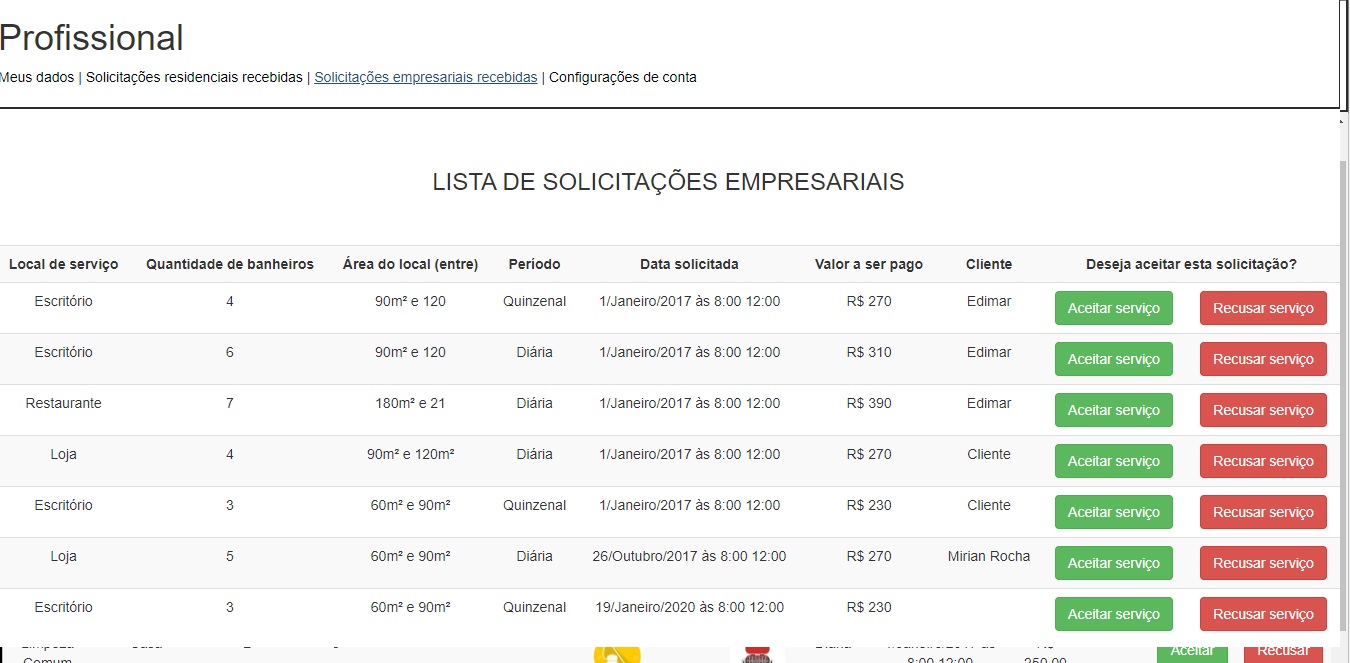 Profissional
Meus dados | Solicitações residenciais recebidas | Solicitações empresariais recebidas | Configurações de conta
LISTA DE SOLICITAÇÕES EMPRESARIAIS
Local de serviço Quantidade de banheiros Área do local (entre) Período Data solicitada Valor a ser pago Cliente Deseja aceitar esta solicitação?
Escritório 4 90m² e 120 Quinzenal 1/Janeiro/2017 às 8:00 12:00 R$ 270 Edimar Aceitar serviço Recusar serviço
Escritório 6 90m² e 120 Diária 1/Janeiro/2017 às 8:00 12:00 R$ 310 Edimar Aceitar serviço Recusar serviço
Restaurante 7 180m² e 21 Diária 1/Janeiro/2017 às 8:00 12:00 R$ 390 Edimar Aceitar serviço Recusar serviço
Loja 4 90m² e 120m² Diária 1/Janeiro/2017 às 8:00 12:00 R$ 270 Cliente Aceitar serviço Recusar serviço
Escritório 3 60m² e 90m² Quinzenal 1/Janeiro/2017 às 8:00 12:00 R$ 230 Cliente Aceitar serviço Recusar serviço
Loja 5 60m² e 90m² Diária 26/Outubro/2017 às 8:00 12:00 R$ 270 Mirian Rocha Aceitar serviço Recusar serviço
Escritório 3 60m² e 90m² Quinzenal 19/Janeiro/2020 às 8:00 12:00 R$ 230 Aceitar serviço Recusar serviço
Aceitar Recusar
Comum 8:00 12:00 250,00